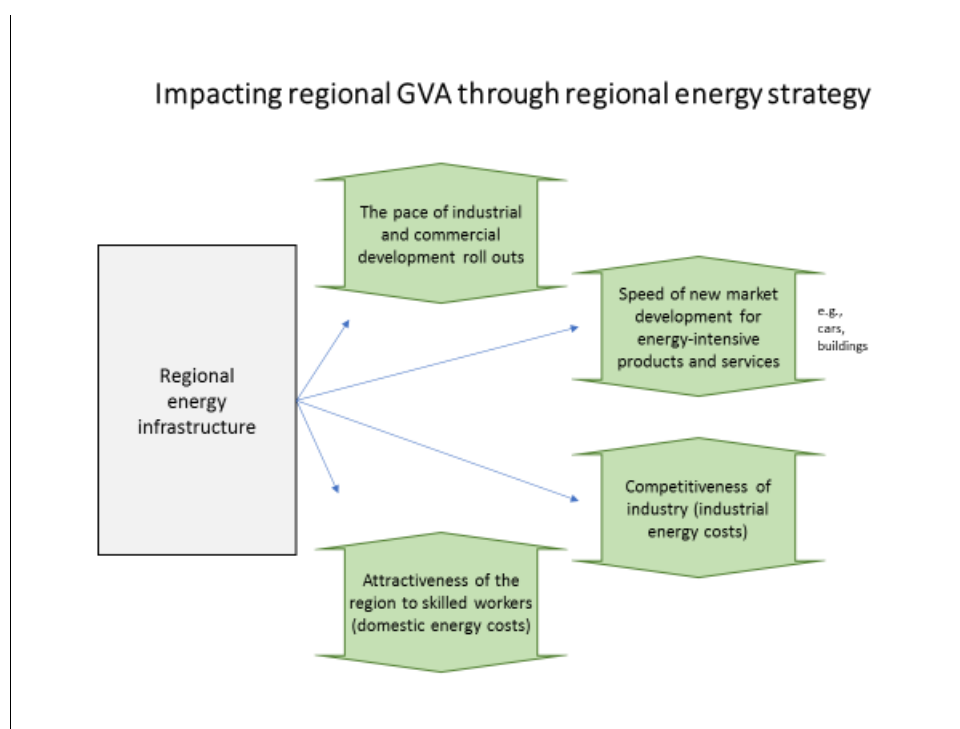 Impacting regional GVA through regional energy strategy
The pace of industrial
and commercial
development roll outs
Speed of new market
development for
energy-intensive
products and services
e.g.,
cars,
buildings
Regional
energy
infrastructure
Competitiveness of
industry (industrial
energy costs)
Attractiveness of the
region to skilled workers
(domestic energy costs)